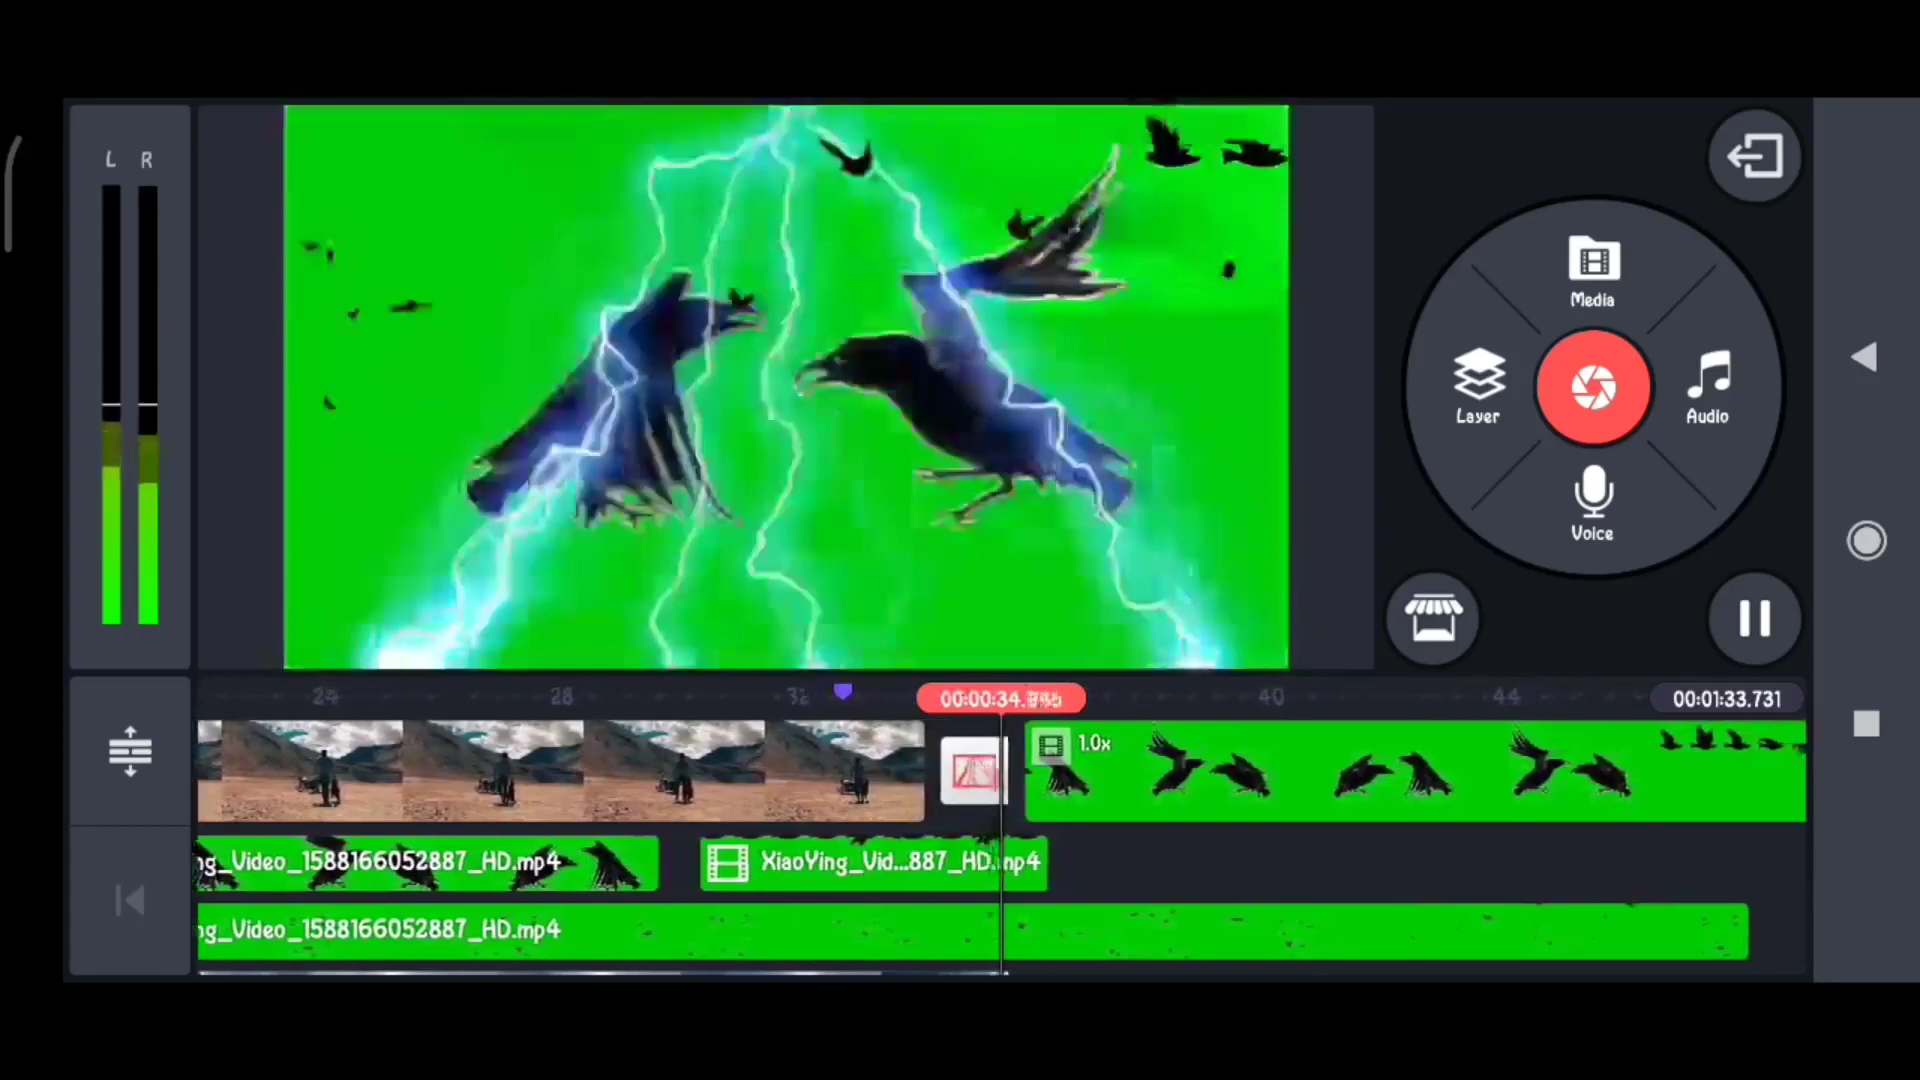 L R
Media
Layer
Audio
Voice
24 28 32 00:00:34. 40 44 00:01:33.731
1.0x
ng_Video_1588166052887_HD.mp4
XiaoYing_Vid...887_HD.mp4
ng_Video_1588166052887_HD.mp4